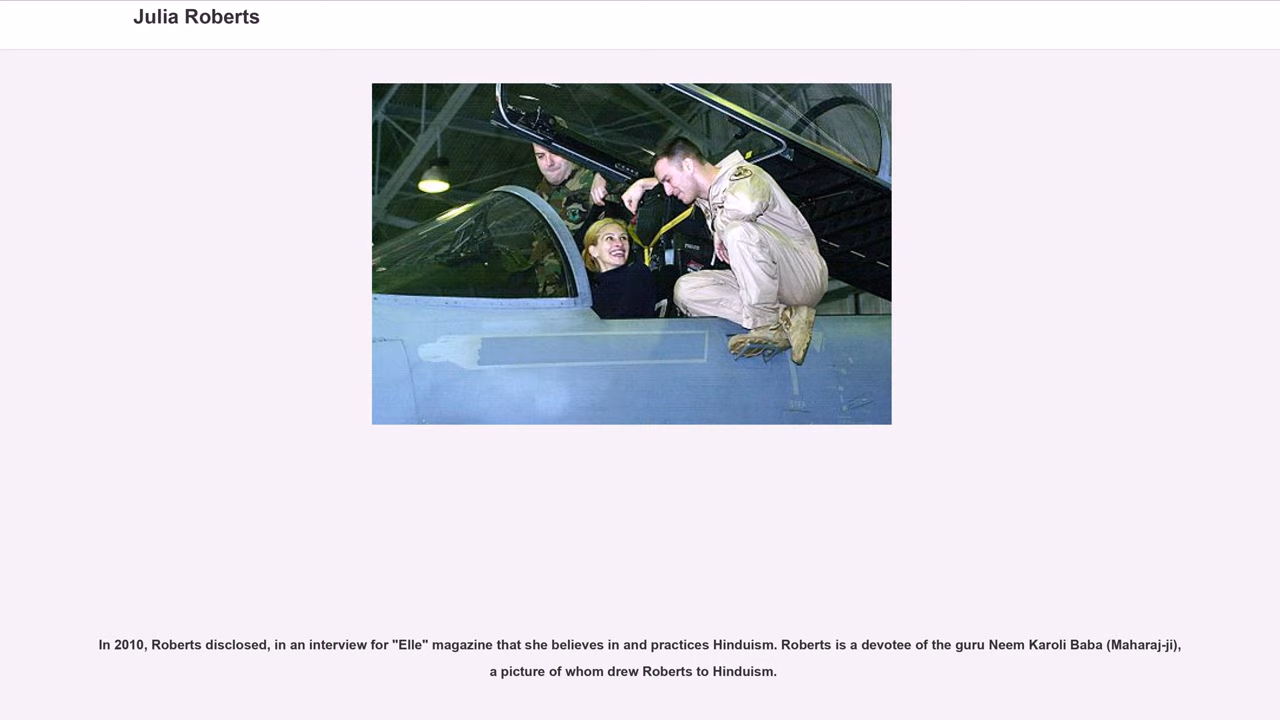 Julia Roberts
In 2010, Roberts disclosed, in an interview for "Elle" magazine that she believes in and practices Hinduism. Roberts is a devotee of the guru Neem Karoli Baba (Maharaj-ji),
a picture of whom drew Roberts to Hinduism.